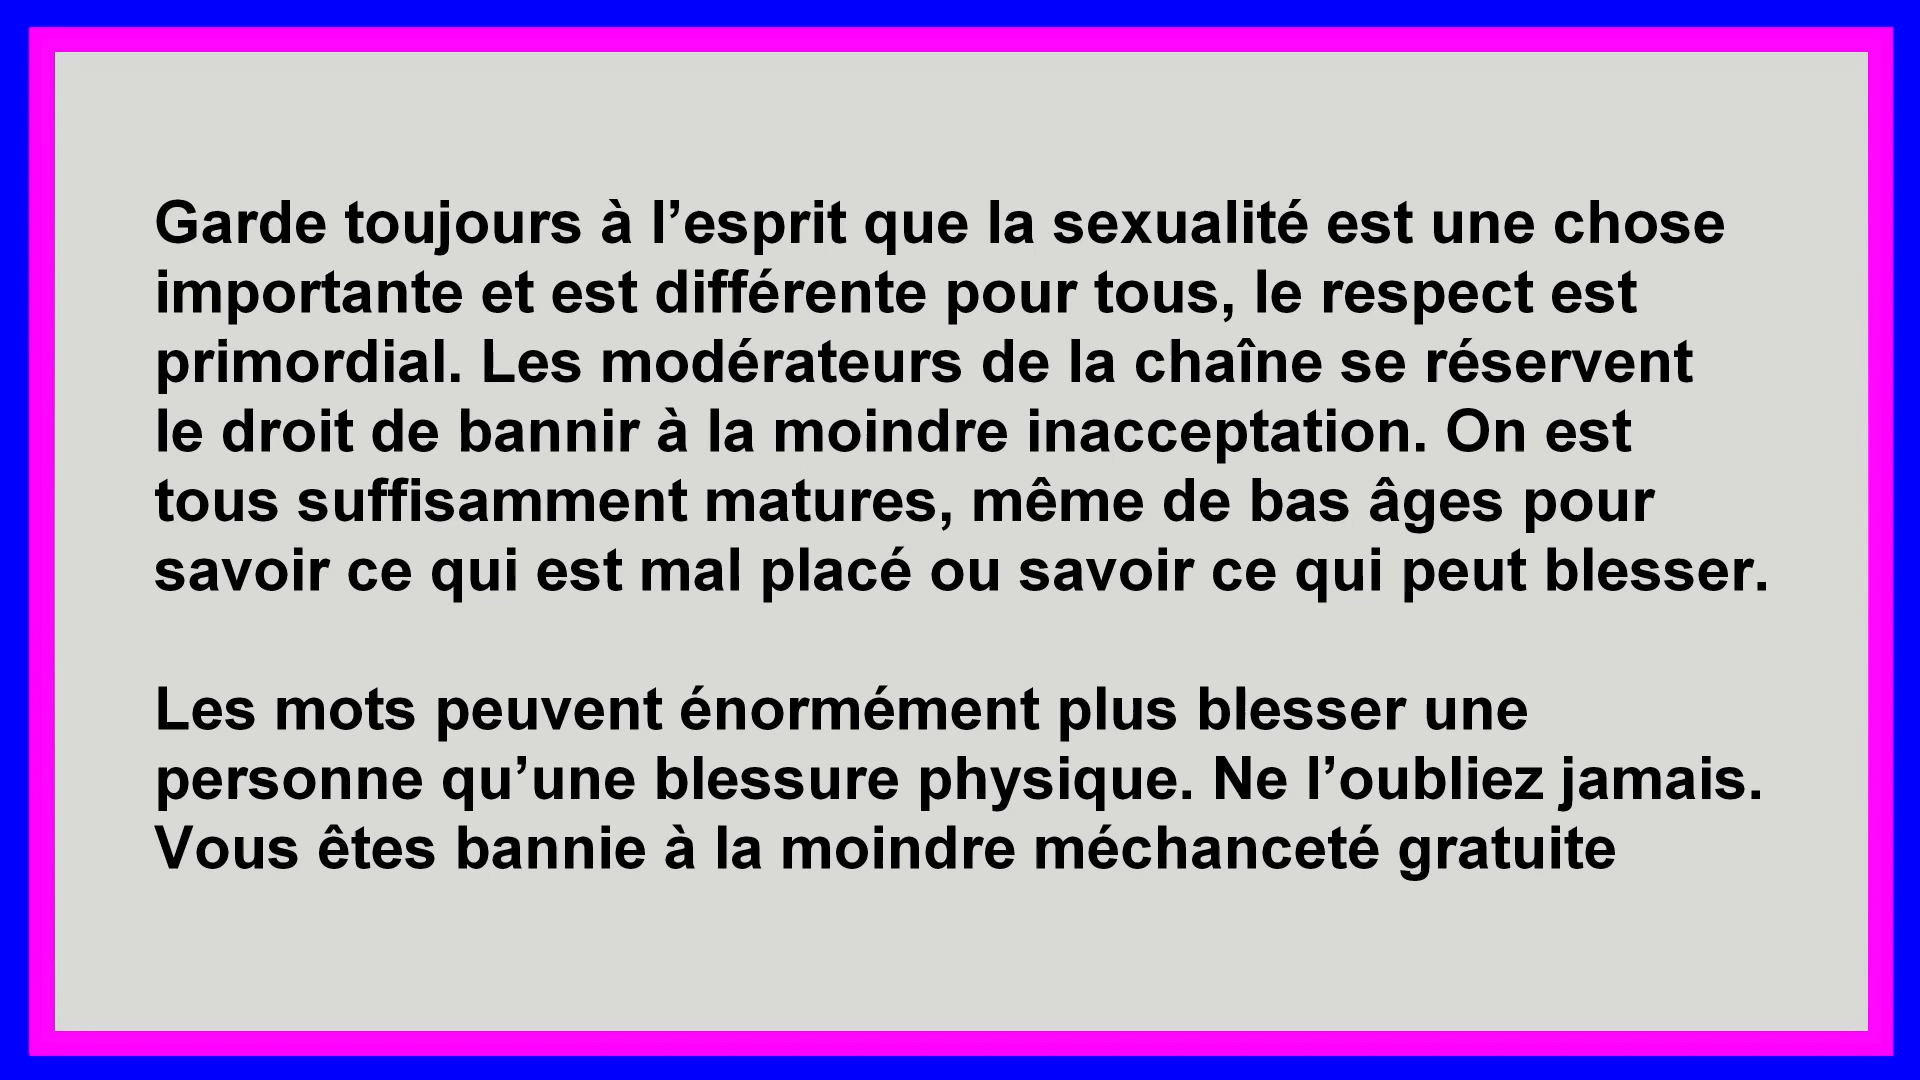 Garde toujours à l’esprit que la sexualité est une chose
importante et est différente pour tous, le respect est
primordial. Les modérateurs de la chaîne se réservent
le droit de bannir à la moindre inacceptation. On est
tous suffisamment matures, même de bas âges pour
savoir ce qui est mal placé ou savoir ce qui peut blesser.
Les mots peuvent énormément plus blesser une
personne qu’une blessure physique. Ne l’oubliez jamais.
Vous êtes bannie à la moindre méchanceté gratuite